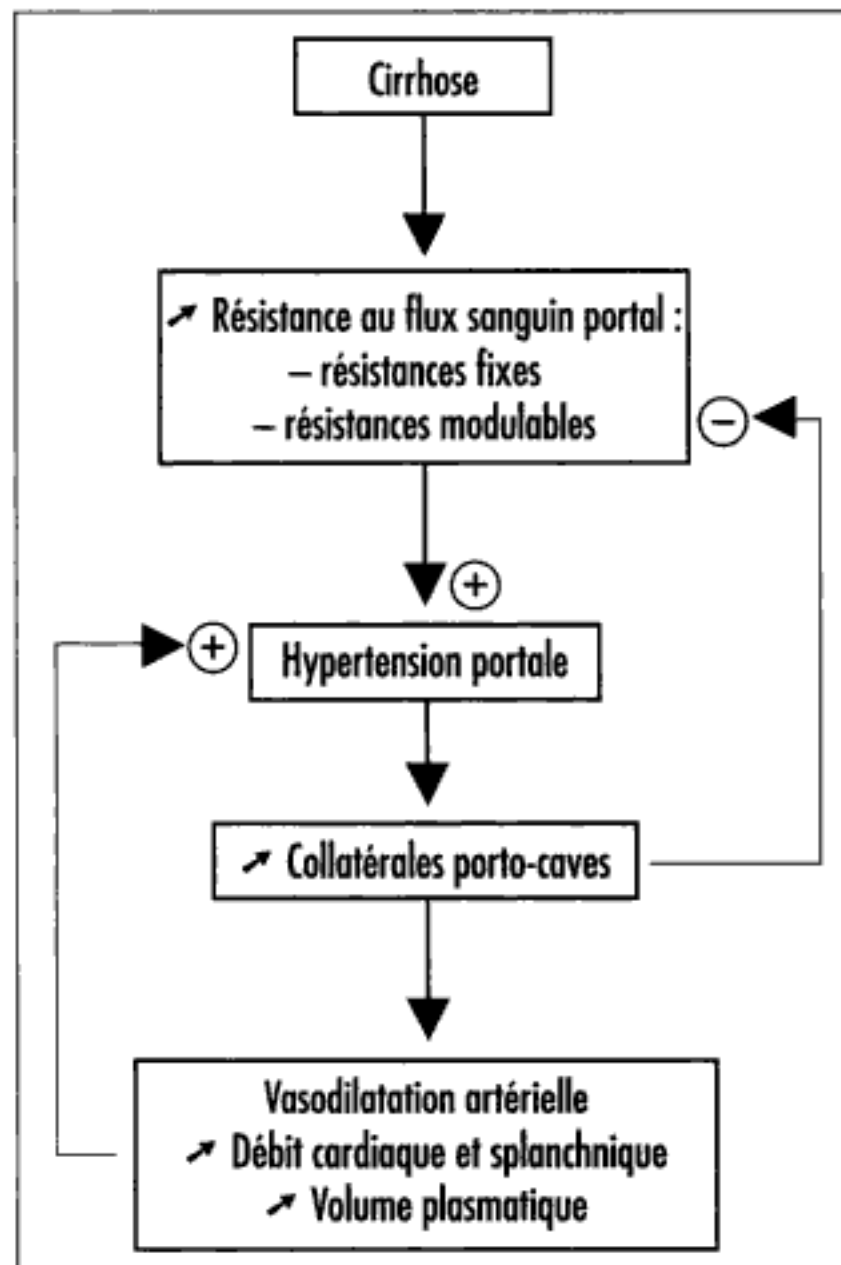 Cirrhose
↗ Résistance au flux sanguin portal :
– résistances fixes
– résistances modulables
−
+
+
Hypertension portale
↗ Collatérales porto-caves
Vasodilatation artérielle
↗ Débit cardiaque et splanchnique
↗ Volume plasmatique